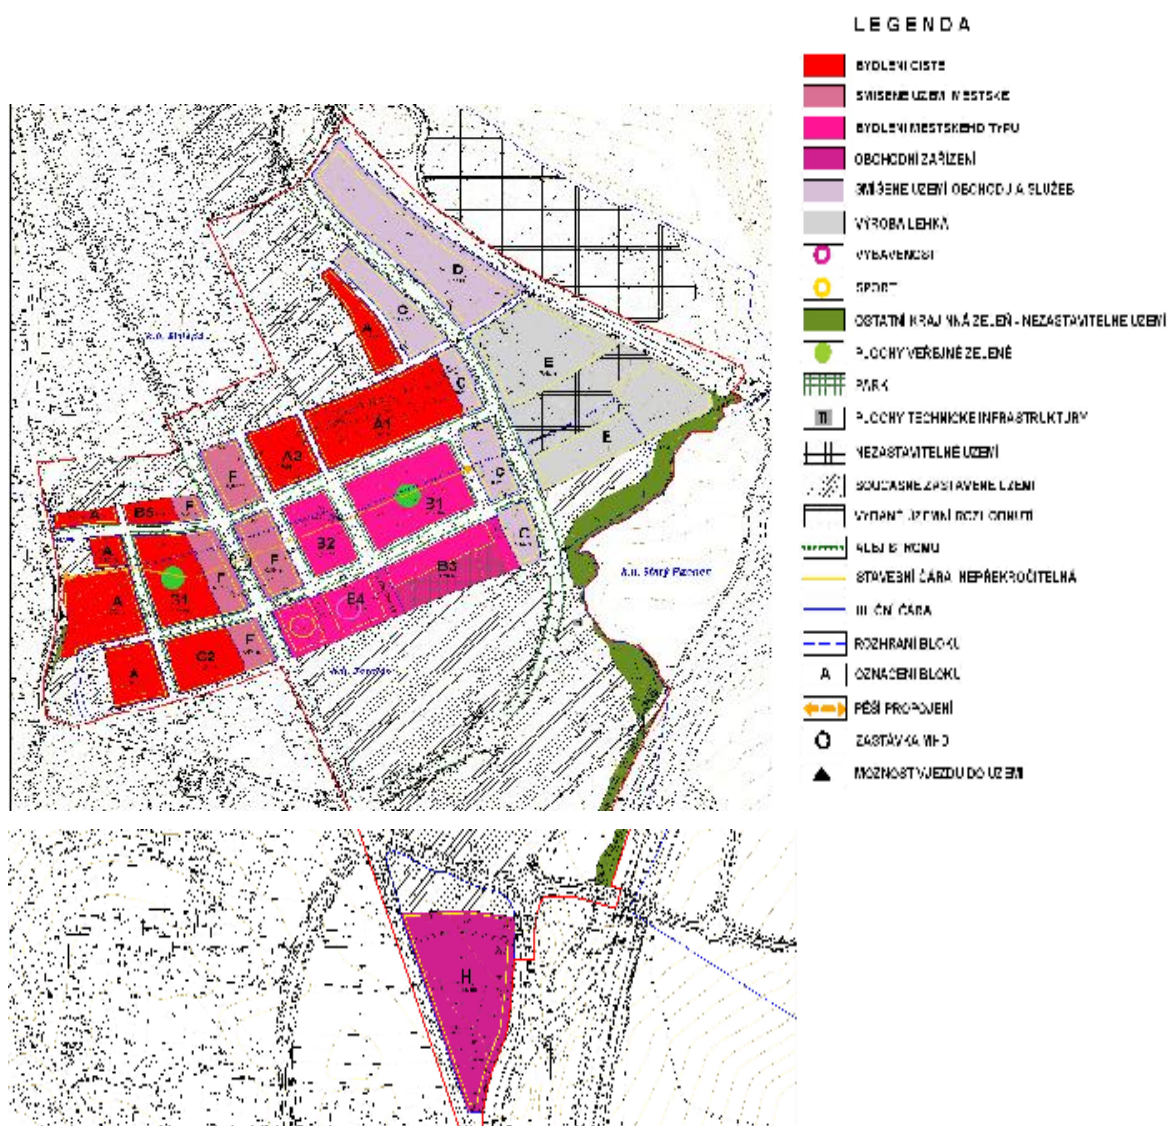 LEGENDA
BYDLENÍ ČISTÉ
SMÍŠENÉ ÚZEMÍ MĚSTSKÉ
BYDLENÍ MĚSTSKÉHO TYPU
OBCHODNÍ ZAŘÍZENÍ
SMÍŠENÉ ÚZEMÍ OBCHODU A SLUŽEB
VÝROBA LEHKÁ
VYBAVENOST
SPORT
OSTATNÍ KRAJINNÁ ZELEŇ - NEZASTAVITELNÉ ÚZEMÍ
PLOCHY VEŘEJNÉ ZELENĚ
PARK
TI PLOCHY TECHNICKÉ INFRASTRUKTURY
NEZASTAVITELNÉ ÚZEMÍ
SOUČASNĚ ZASTAVĚNÉ ÚZEMÍ
VYDANÉ ÚZEMNÍ ROZHODNUTÍ
ALEJ STROMŮ
STAVEBNÍ ČÁRA NEPŘEKROČITELNÁ
ULIČNÍ ČÁRA
ROZHRANÍ BLOKU
A OZNAČENÍ BLOKU
PĚŠÍ PROPOJENÍ
ZASTÁVKA MHD
MOŽNOST VJEZDU DO ÚZEMÍ
D
C
A
E
C
A1
E
A2
F
C
B1
A
B5
F
B2
C
A
F
F
B3
B1
A
B4
F
C2
A
H